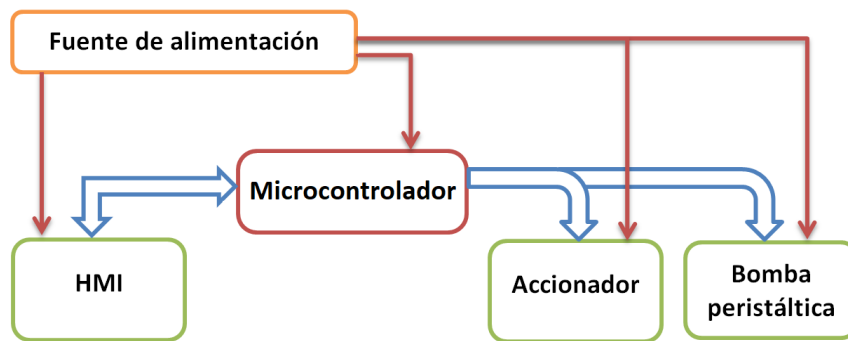 Fuente de alimentación
Microcontrolador
HMI
Accionador
Bomba
peristáltica